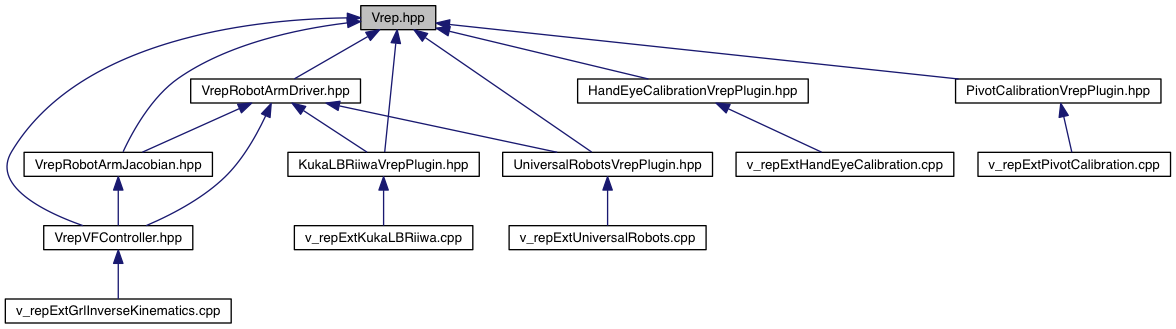 Vrep.hpp
VrepRobotArmDriver.hpp
HandEyeCalibrationVrepPlugin.hpp
PivotCalibrationVrepPlugin.hpp
VrepRobotArmJacobian.hpp
KukaLBRiiwaVrepPlugin.hpp
UniversalRobotsVrepPlugin.hpp
v_repExtHandEyeCalibration.cpp
v_repExtPivotCalibration.cpp
VrepVFController.hpp
v_repExtKukaLBRiiwa.cpp
v_repExtUniversalRobots.cpp
v_repExtGrlInverseKinematics.cpp